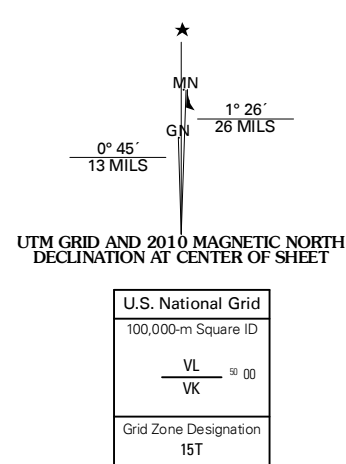 ★
MN
1° 26´
GN
26 MILS
0° 45´
13 MILS
UTM GRID AND 2010 MAGNETIC NORTH
DECLINATION AT CENTER OF SHEET
U.S. National Grid
100,000-m Square ID
VL
50 00
VK
Grid Zone Designation
15T